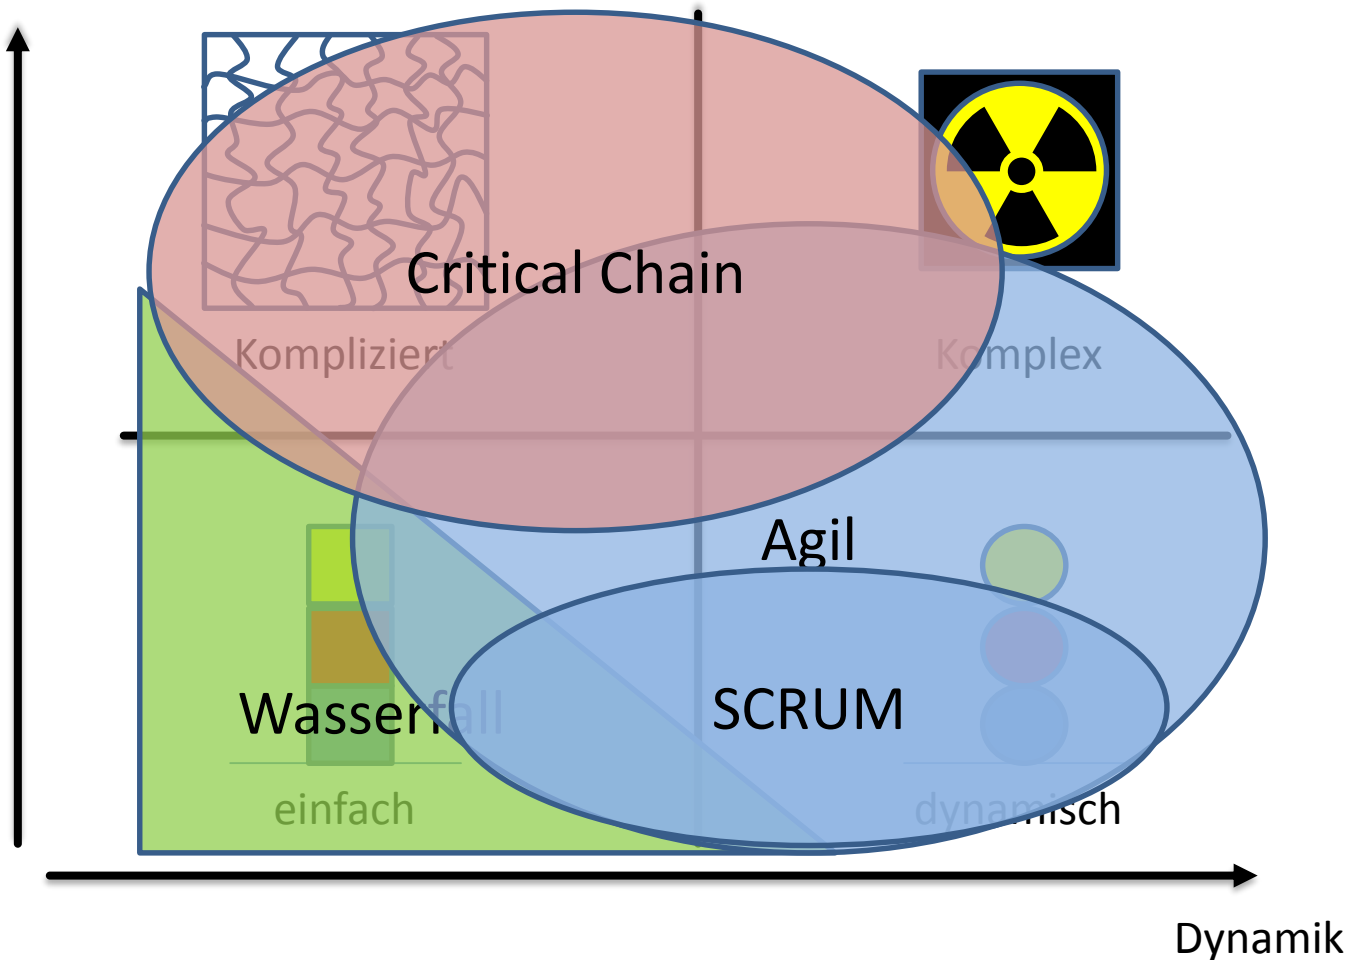 Critical Chain
Kompliziert
Komplex
Agil
Wasserfall
SCRUM
einfach
dynamisch
Dynamik